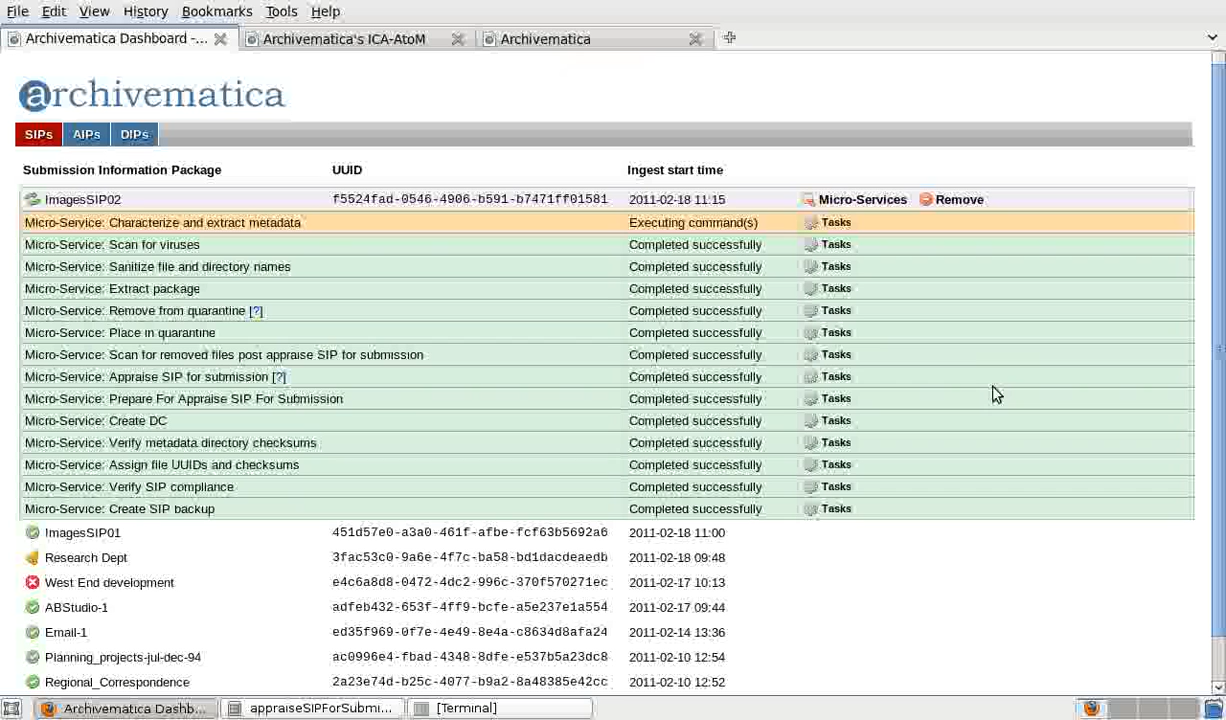 File Edit View History Bookmarks Tools Help
Archivematica Dashboard -... Archivematica's ICA-AtoM Archivematica
archivematica
SIPs AIPs DIPs
Submission Information Package UUID Ingest start time
ImagesSIP02 f5524fad-0546-4906-b591-b7471ff01581 2011-02-18 11:15 Micro-Services Remove
Micro-Service: Characterize and extract metadata Executing command(s) Tasks
Micro-Service: Scan for viruses Completed successfully Tasks
Micro-Service: Sanitize file and directory names Completed successfully Tasks
Micro-Service: Extract package Completed successfully Tasks
Micro-Service: Remove from quarantine [?] Completed successfully Tasks
Micro-Service: Place in quarantine Completed successfully Tasks
Micro-Service: Scan for removed files post appraise SIP for submission Completed successfully Tasks
Micro-Service: Appraise SIP for submission [?] Completed successfully Tasks
Micro-Service: Prepare For Appraise SIP For Submission Completed successfully Tasks
Micro-Service: Create DC Completed successfully Tasks
Micro-Service: Verify metadata directory checksums Completed successfully Tasks
Micro-Service: Assign file UUIDs and checksums Completed successfully Tasks
Micro-Service: Verify SIP compliance Completed successfully Tasks
Micro-Service: Create SIP backup Completed successfully Tasks
ImagesSIP01 451d57e0-a3a0-461f-afbe-fcf63b5692a6 2011-02-18 11:00
Research Dept 3fac53c0-9a6e-4f7c-ba58-bd1dacdeaedb 2011-02-18 09:48
West End development e4c6a8d8-0472-4dc2-996c-370f570271ec 2011-02-17 10:13
ABStudio-1 adfeb432-653f-4ff9-bcfe-a5e237e1a554 2011-02-17 09:44
Email-1 ed35f969-0f7e-4e49-8e4a-c8634d8afa24 2011-02-14 13:36
Planning_projects-jul-dec-94 ac0996e4-fbad-4348-8dfe-e537b5a23dc8 2011-02-10 12:54
Regional_Correspondence 2a23e74d-b25c-4077-b9a2-8a48385e42cc 2011-02-10 12:52
Archivematica Dashb... appraiseSIPForSubmi... [Terminal]